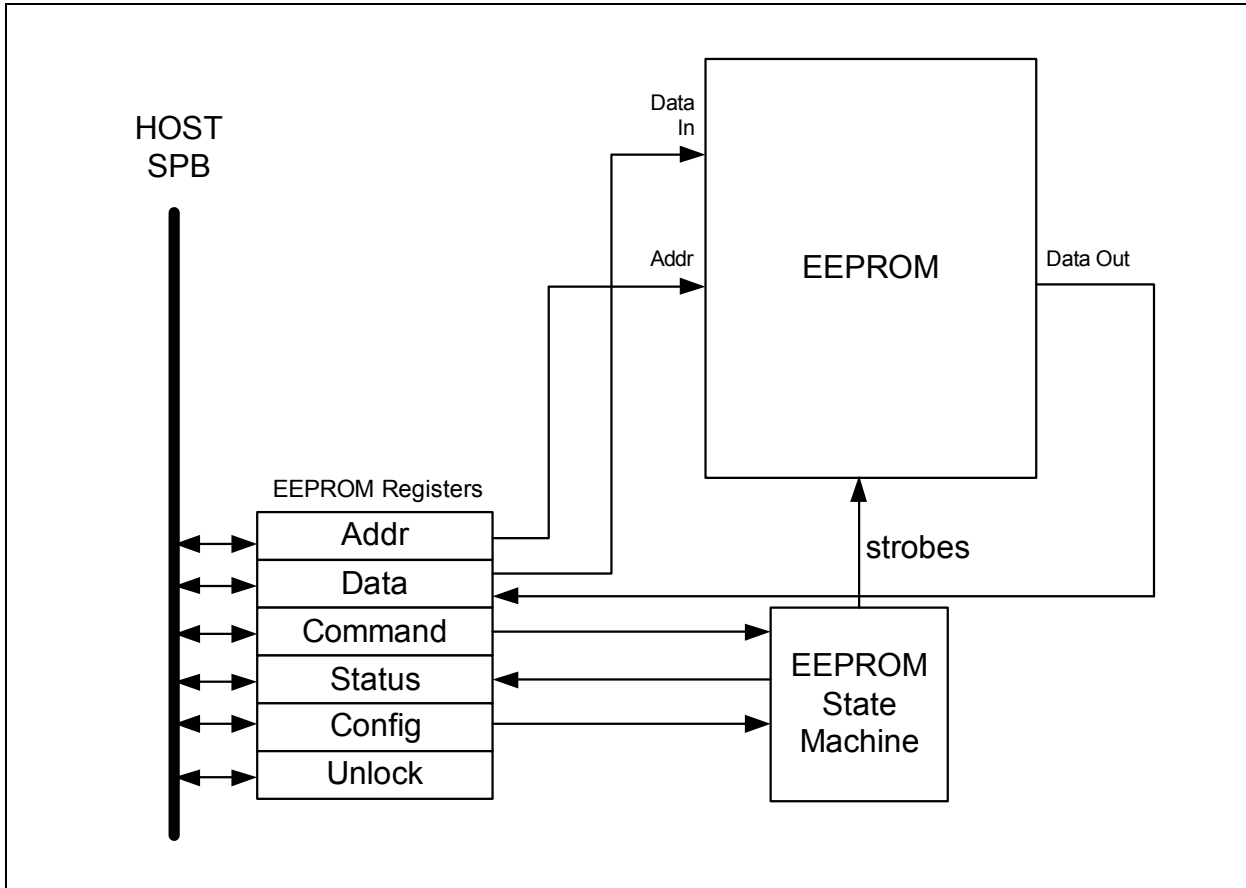 HOST
SPB
Data
In
Addr
EEPROM
Data Out
EEPROM Registers
Addr
Data
Command
Status
Config
Unlock
strobes
EEPROM
State
Machine